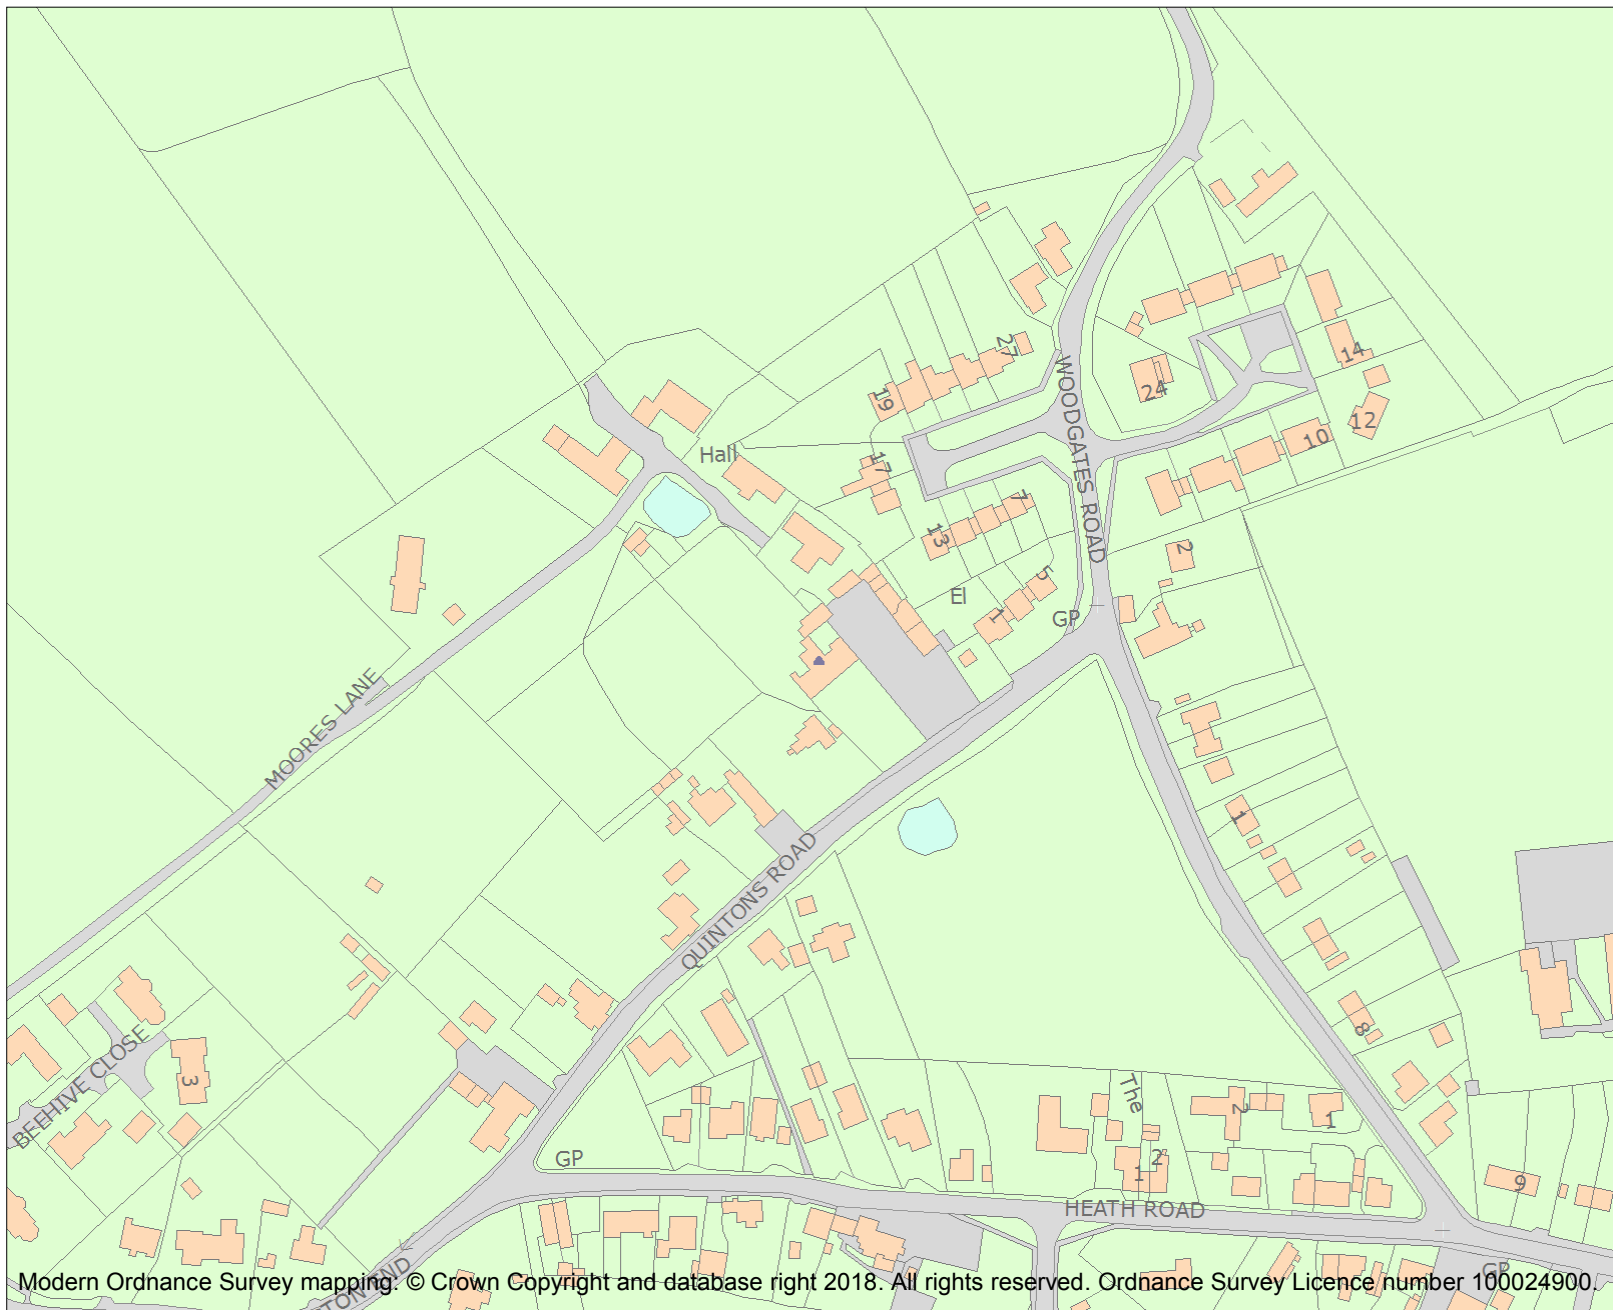 27
19
14
24
WOODGATES ROAD
12
10
Hall
17
7
13
2
5
El
1
GP
MOORES LANE
1
QUINTONS ROAD
8
BEEHIVE CLOSE
3
The
2
1
GP
2
1
9
HEATH ROAD
GP
TON END
Modern Ordnance Survey mapping: © Crown Copyright and database right 2018. All rights reserved. Ordnance Survey Licence number 100024900.